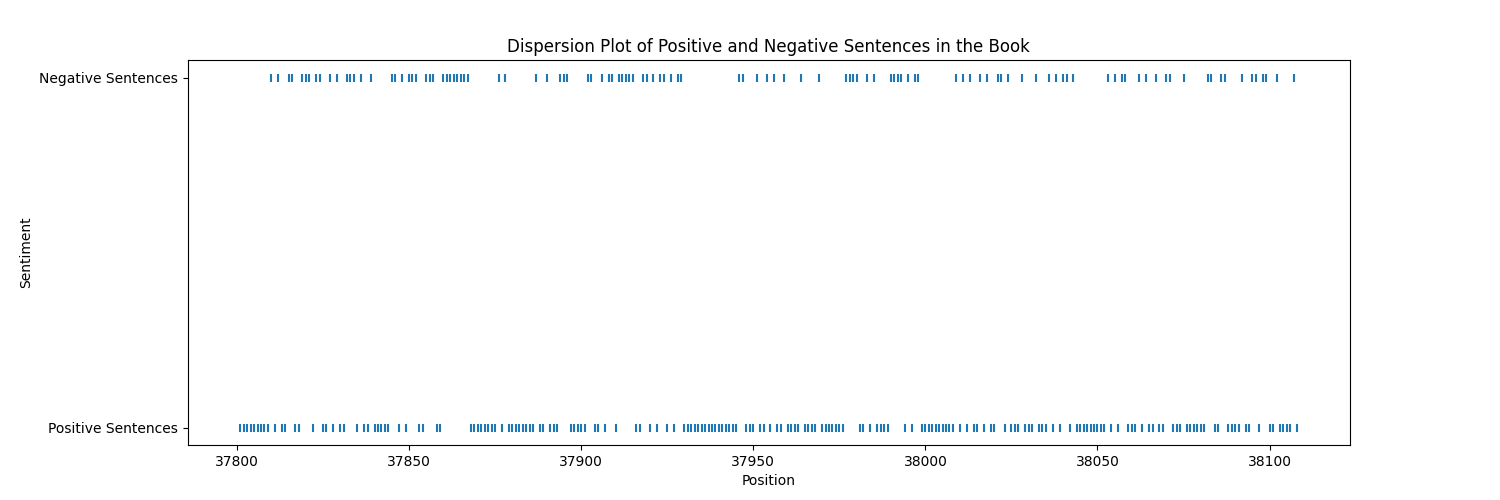 Dispersion Plot of Positive and Negative Sentences in the Book
Negative Sentences
Sentiment
Positive Sentences
37800 37850 37900 37950 38000 38050 38100
Position